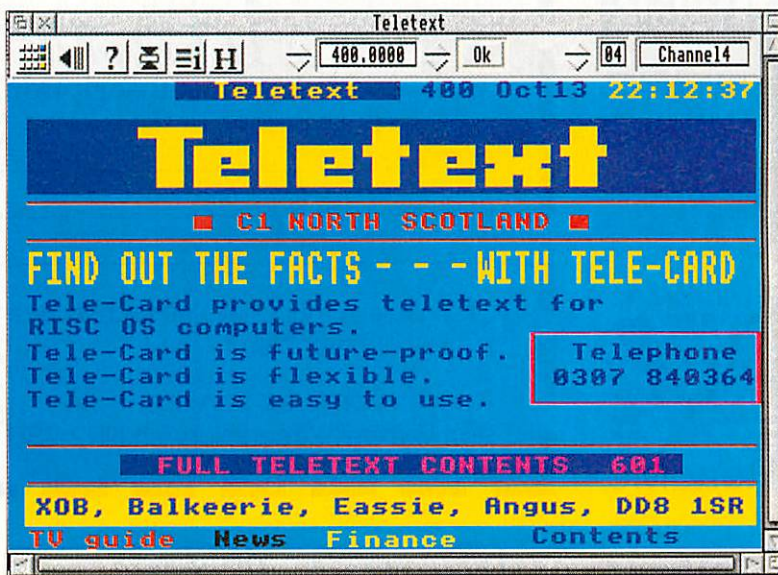 Teletext
? i H 400.0000 Ok 04 Channel4
Teletext 400 Oct13 22:12:37
Teletext
C1 NORTH SCOTLAND
FIND OUT THE FACTS - - - WITH TELE-CARD
Tele-Card provides teletext for
RISC OS computers.
Tele-Card is future-proof.
Tele-Card is flexible.
Tele-Card is easy to use.
Telephone
0307 840364
FULL TELETEXT CONTENTS 601
XOB, Balkeerie, Eassie, Angus, DD8 1SR
TV guide News Finance Contents